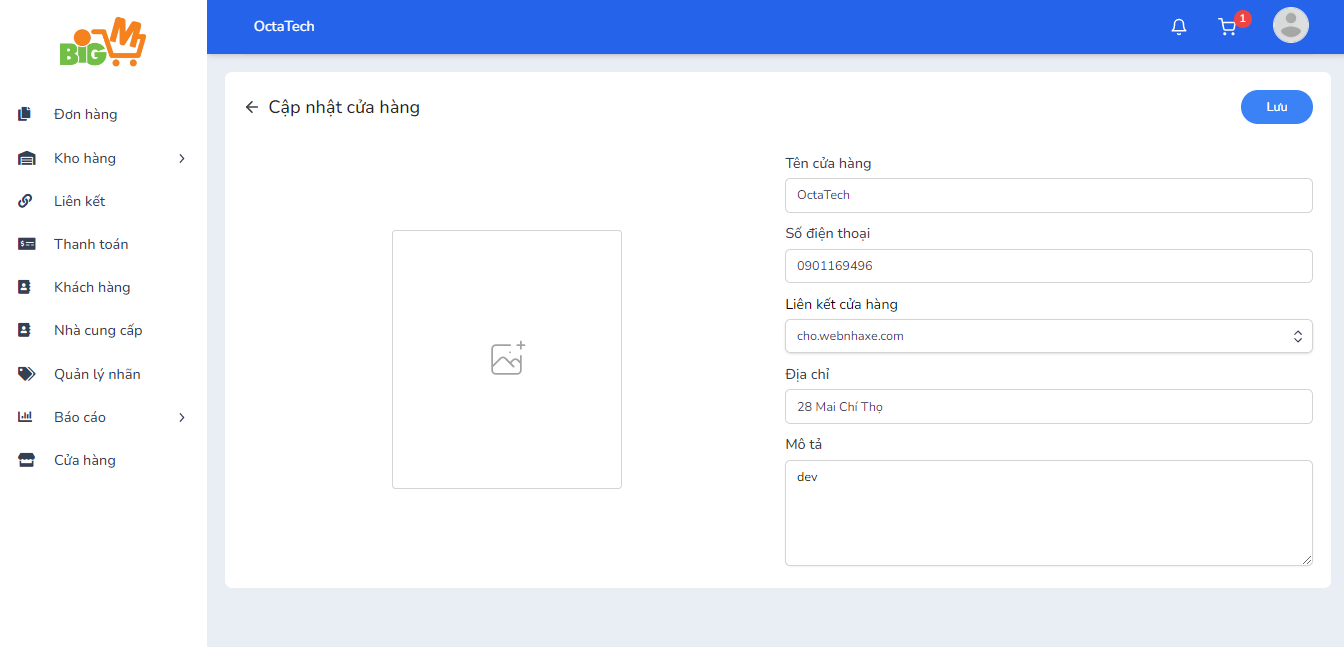 BiG Mn
OctaTech
1
Đơn hàng
Kho hàng
Liên kết
Thanh toán
Khách hàng
Nhà cung cấp
Quản lý nhãn
Báo cáo
Cửa hàng
Cập nhật cửa hàng
Lưu
Tên cửa hàng
OctaTech
Số điện thoại
0901169496
Liên kết cửa hàng
cho.webnhaxe.com
Địa chỉ
28 Mai Chí Thọ
Mô tả
dev